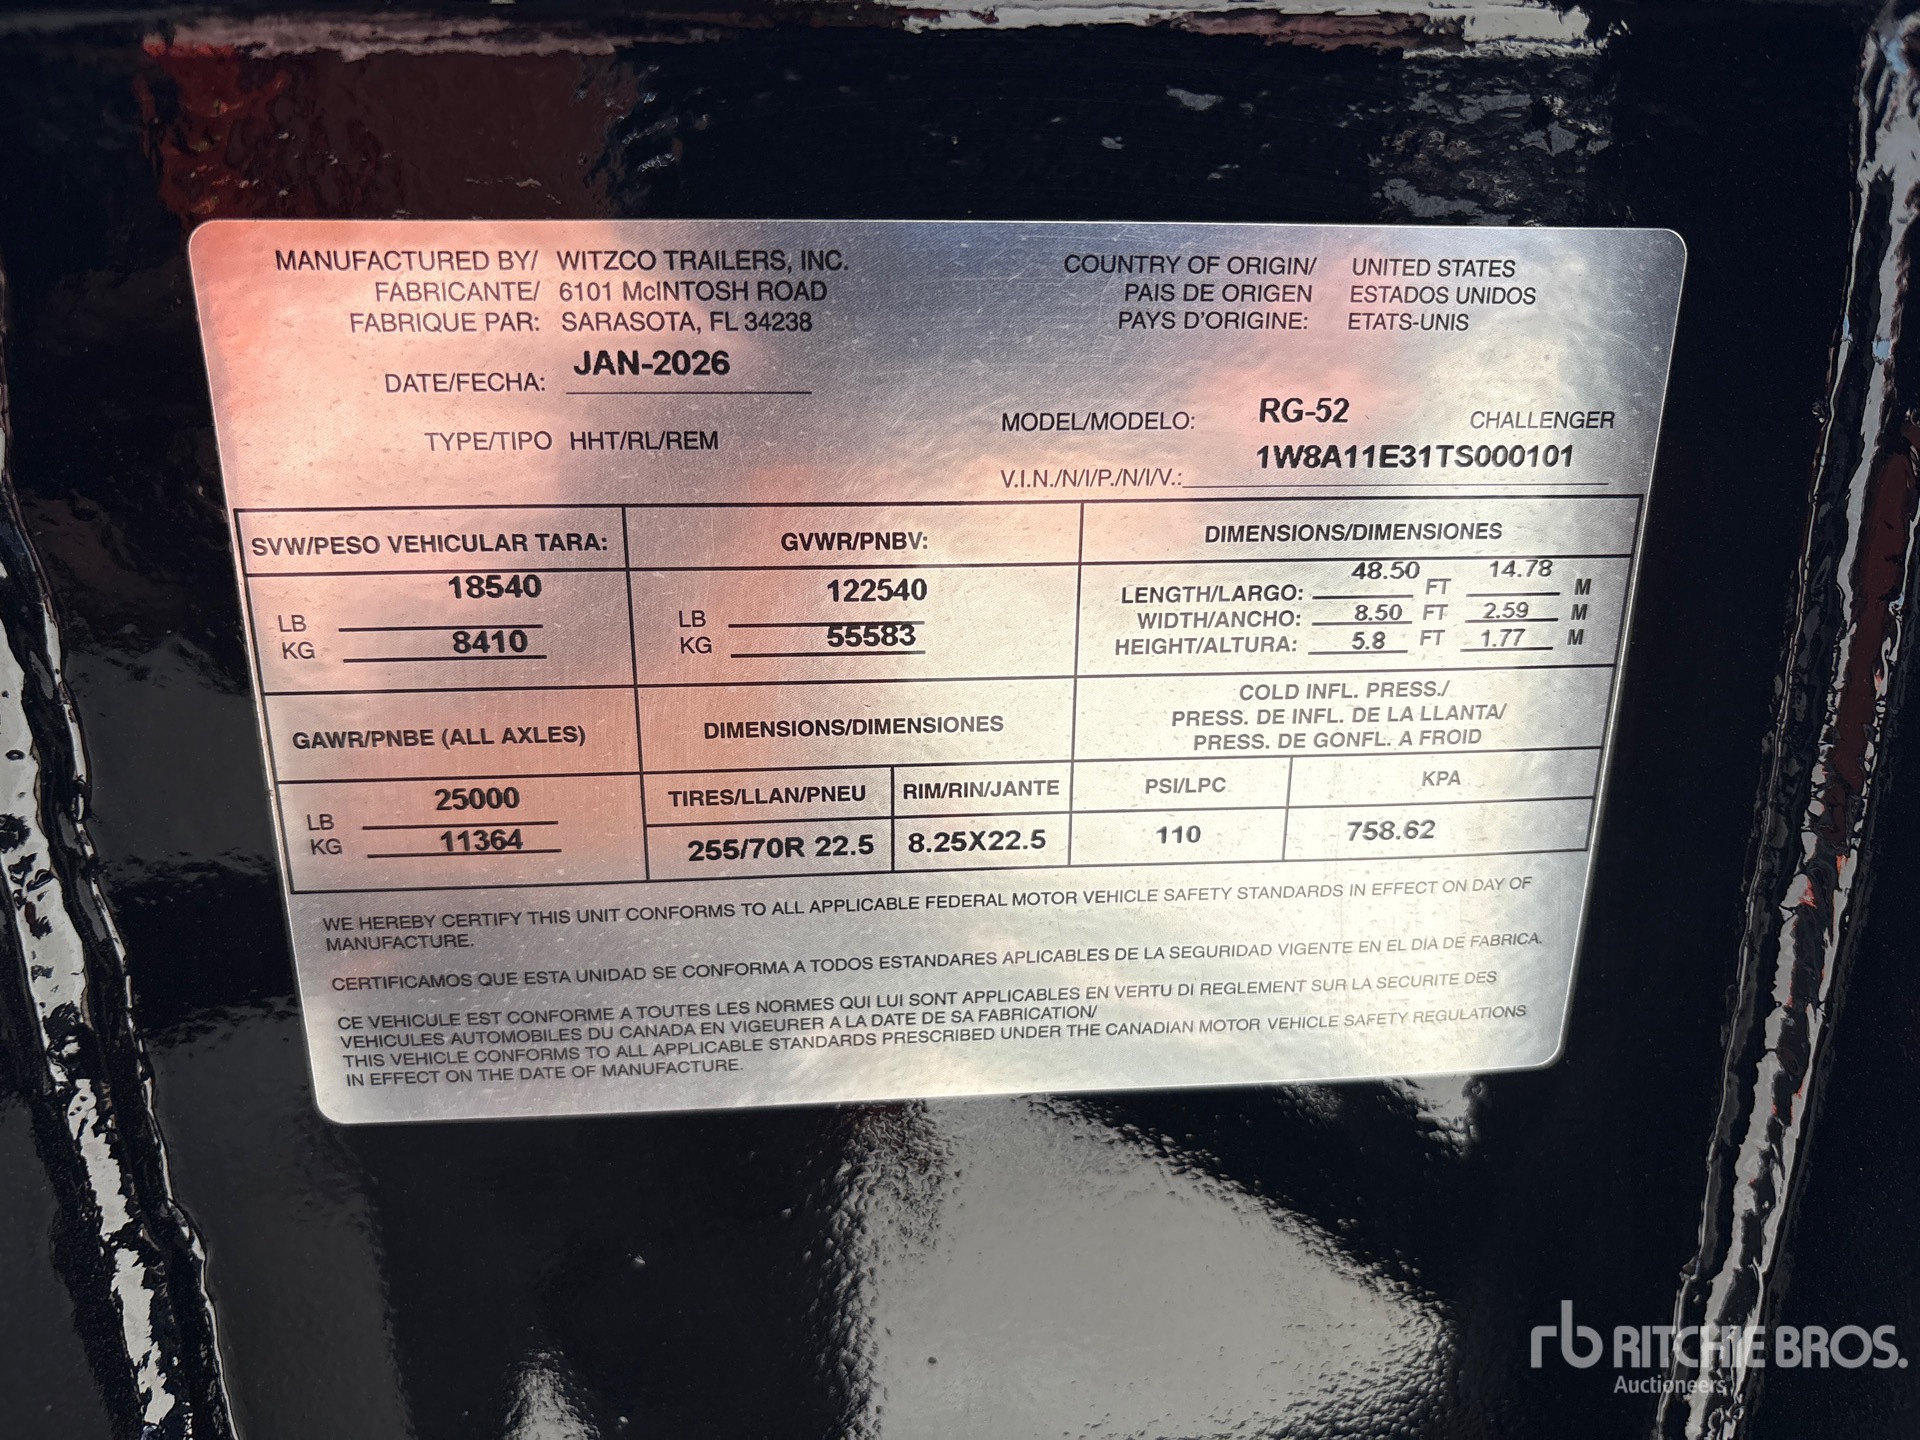 MANUFACTURED BY/ WITZCO TRAILERS, INC.
FABRICANTE/ 6101 McINTOSH ROAD
FABRIQUE PAR: SARASOTA, FL 34238
DATE/FECHA: JAN-2026
TYPE/TIPO HHT/RL/REM
COUNTRY OF ORIGIN/ UNITED STATES
PAIS DE ORIGEN ESTADOS UNIDOS
PAYS D'ORIGINE: ETATS-UNIS
MODEL/MODELO: RG-52 CHALLENGER
V.I.N./N/I/P./N/I/V.: 1W8A11E31TS000101
SVW/PESO VEHICULAR TARA:
LB 18540
KG 8410
GVWR/PNBV:
LB 122540
KG 55583
DIMENSIONS/DIMENSIONES
LENGTH/LARGO: 48.50 FT 14.78 M
WIDTH/ANCHO: 8.50 FT 2.59 M
HEIGHT/ALTURA: 5.8 FT 1.77 M
GAWR/PNBE (ALL AXLES)
LB 25000
KG 11364
DIMENSIONS/DIMENSIONES
TIRES/LLAN/PNEU RIM/RIN/JANTE
255/70R 22.5 8.25X22.5
COLD INFL. PRESS./
PRESS. DE INFL. DE LA LLANTA/
PRESS. DE GONFL. A FROID
PSI/LPC KPA
110 758.62
WE HEREBY CERTIFY THIS UNIT CONFORMS TO ALL APPLICABLE FEDERAL MOTOR VEHICLE SAFETY STANDARDS IN EFFECT ON DAY OF
MANUFACTURE.
CERTIFICAMOS QUE ESTA UNIDAD SE CONFORMA A TODOS ESTANDARES APLICABLES DE LA SEGURIDAD VIGENTE EN EL DIA DE FABRICA.
CE VEHICULE EST CONFORME A TOUTES LES NORMES QUI LUI SONT APPLICABLES EN VERTU DI REGLEMENT SUR LA SECURITE DES
VEHICULES AUTOMOBILES DU CANADA EN VIGEURER A LA DATE DE SA FABRICATION/
THIS VEHICLE CONFORMS TO ALL APPLICABLE STANDARDS PRESCRIBED UNDER THE CANADIAN MOTOR VEHICLE SAFETY REGULATIONS
IN EFFECT ON THE DATE OF MANUFACTURE.
rb RITCHIE BROS.
Auctioneers